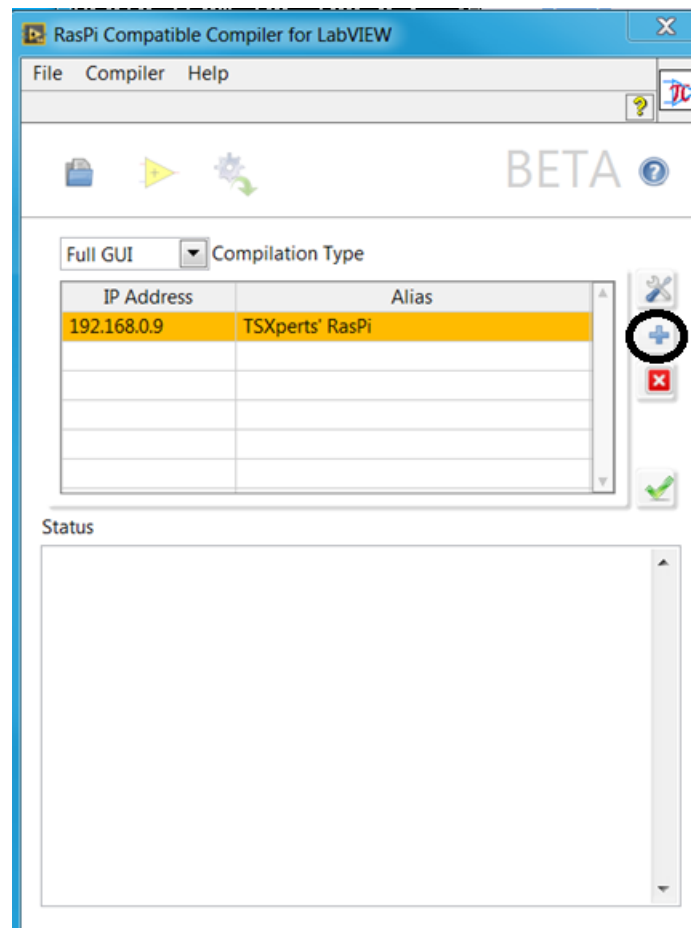 RasPi Compatible Compiler for LabVIEW
File Compiler Help
BETA
Full GUI Compilation Type
IP Address Alias
192.168.0.9 TSXperts' RasPi
Status